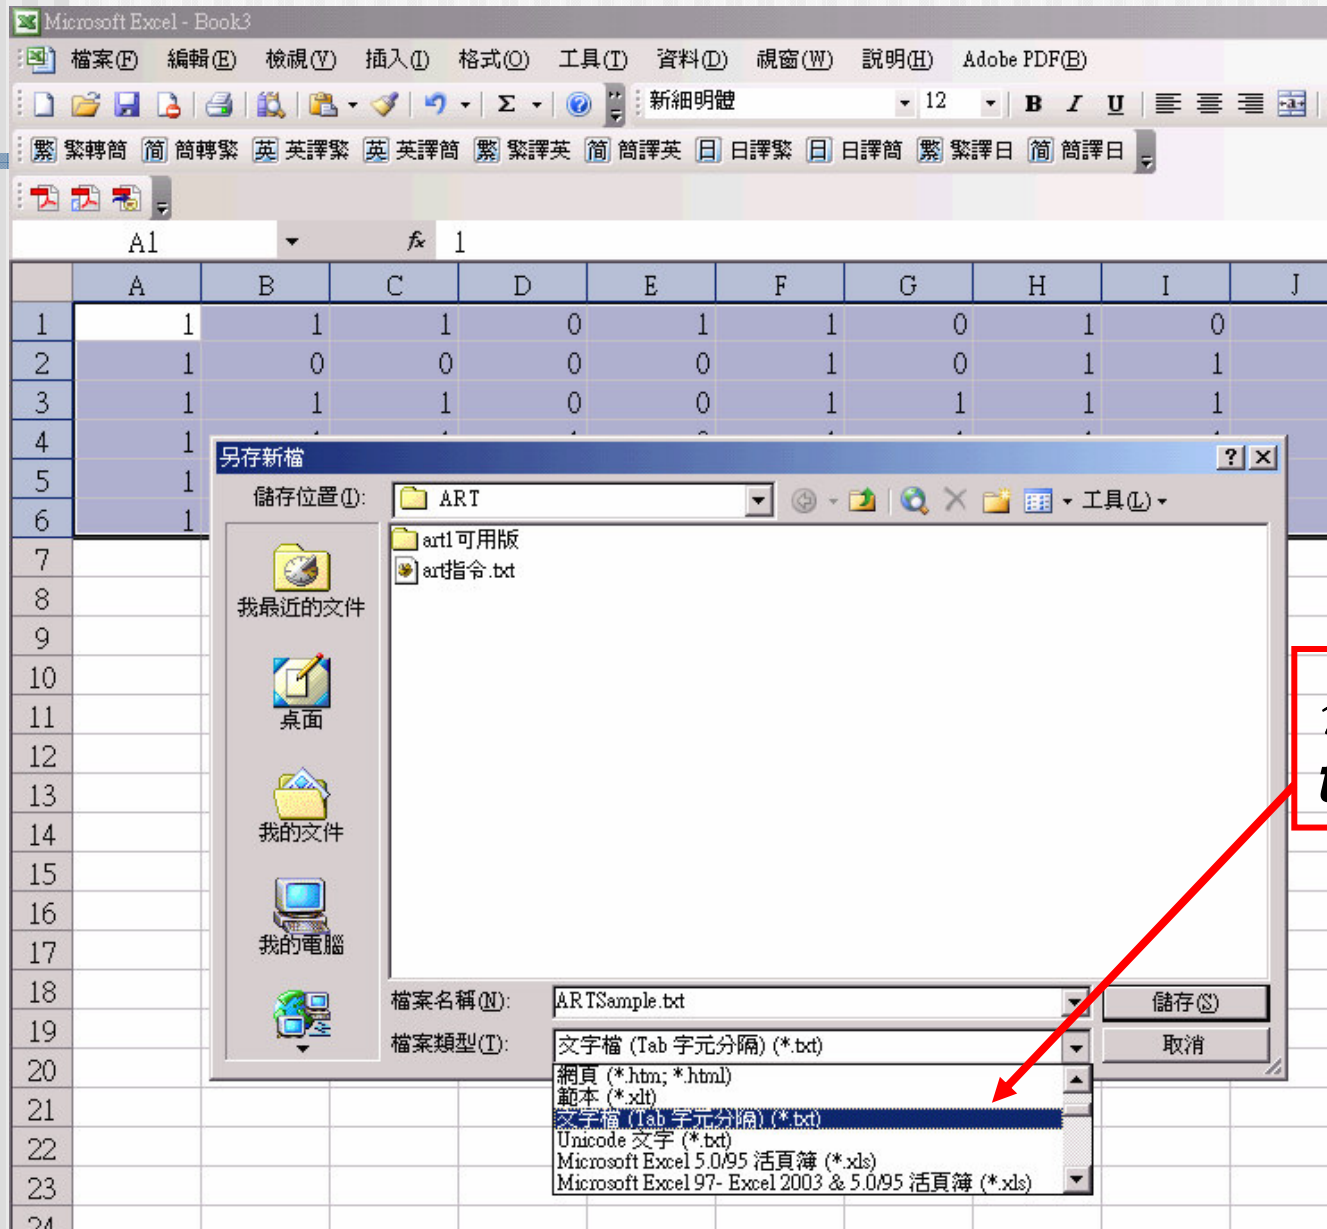 Microsoft Excel - Book3
檔案(F) 編輯(E) 檢視(V) 插入(I) 格式(O) 工具(T) 資料(D) 視窗(W) 說明(H) Adobe PDF(B)
新細明體 12 B I U
繁 繁轉簡 简 簡轉繁 英 英譯繁 英 英譯簡 繁 繁譯英 简 簡譯英 日 日譯繁 日 日譯簡 繁 繁譯日 简 簡譯日
A1 fx 1
A B C D E F G H I J
1 1 1 1 0 1 1 0 1 0
2 1 0 0 0 0 1 0 1 1
3 1 1 1 0 0 1 1 1 1
4 1
5 1
6 1
7
8
9
10
11
12
13
14
15
16
17
18
19
20
21
22
23
24
另存新檔
儲存位置(I): ART 工具(L)
art1可用版
art指令.txt
我最近的文件
桌面
我的文件
我的電腦
檔案名稱(N): ARTSample.txt 儲存(S)
檔案類型(T): 文字檔 (Tab 字元分隔) (*.txt) 取消
網頁 (*.htm; *.html)
範本 (*.xlt)
文字檔 (Tab 字元分隔) (*.txt)
Unicode 文字 (*.txt)
Microsoft Excel 5.0/95 活頁簿 (*.xls)
Microsoft Excel 97- Excel 2003 & 5.0/95 活頁簿 (*.xls)